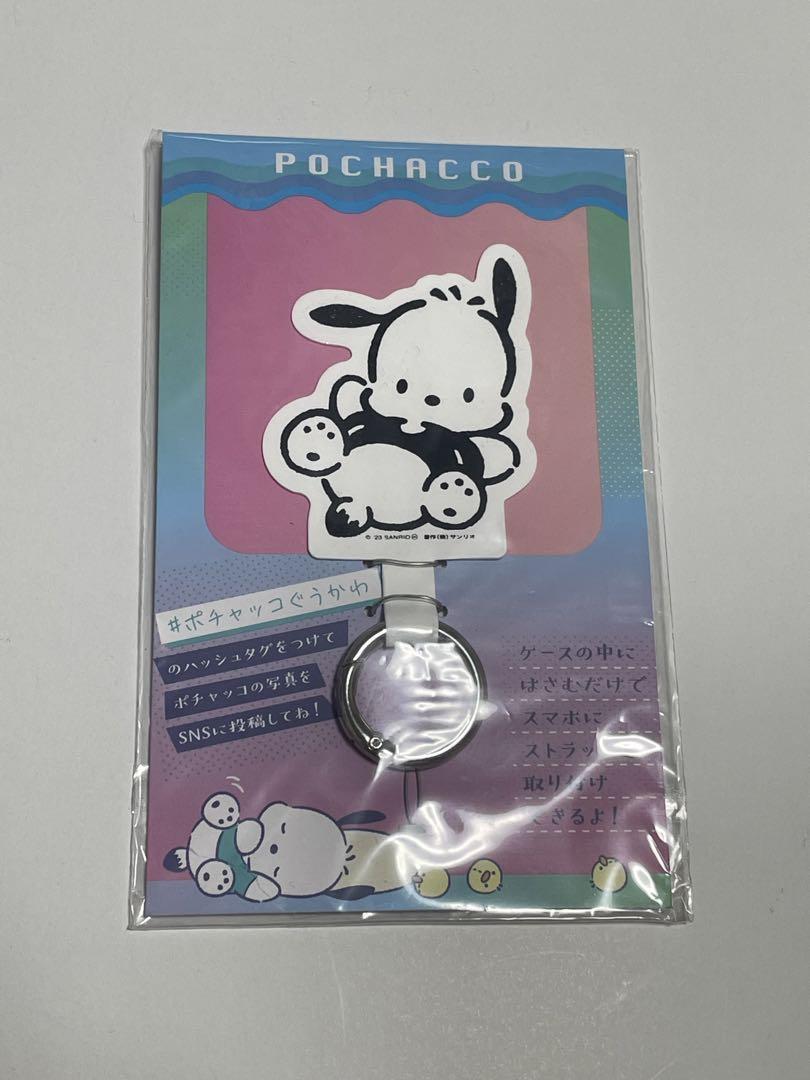 POCHACCO
© '23 SANRIO Ⓗ 著作(株)サンリオ
#ポチャッコぐうかわ
のハッシュタグをつけて
ポチャッコの写真を
SNSに投稿してね!
ケースの中に
はさむだけで
スマホに
ストラッ
取り付け
きるよ!